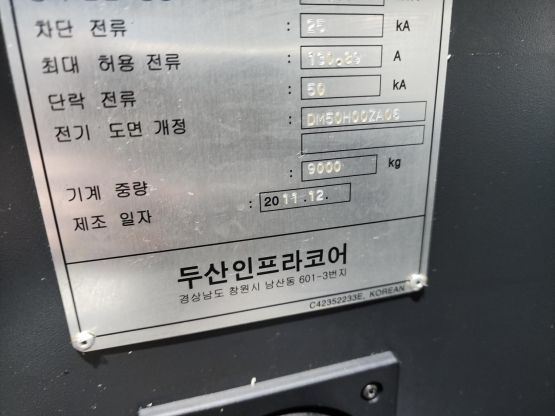 차단 전류 : 25 kA
최대 허용 전류 : A
단락 전류 : 50 kA
전기 도면 개정 : DM50H00ZA06
기계 중량 : 9000 kg
제조 일자 : 2011.12.
두산인프라코어
경상남도 창원시 남산동 601-3번지
C42352233E, KOREAN